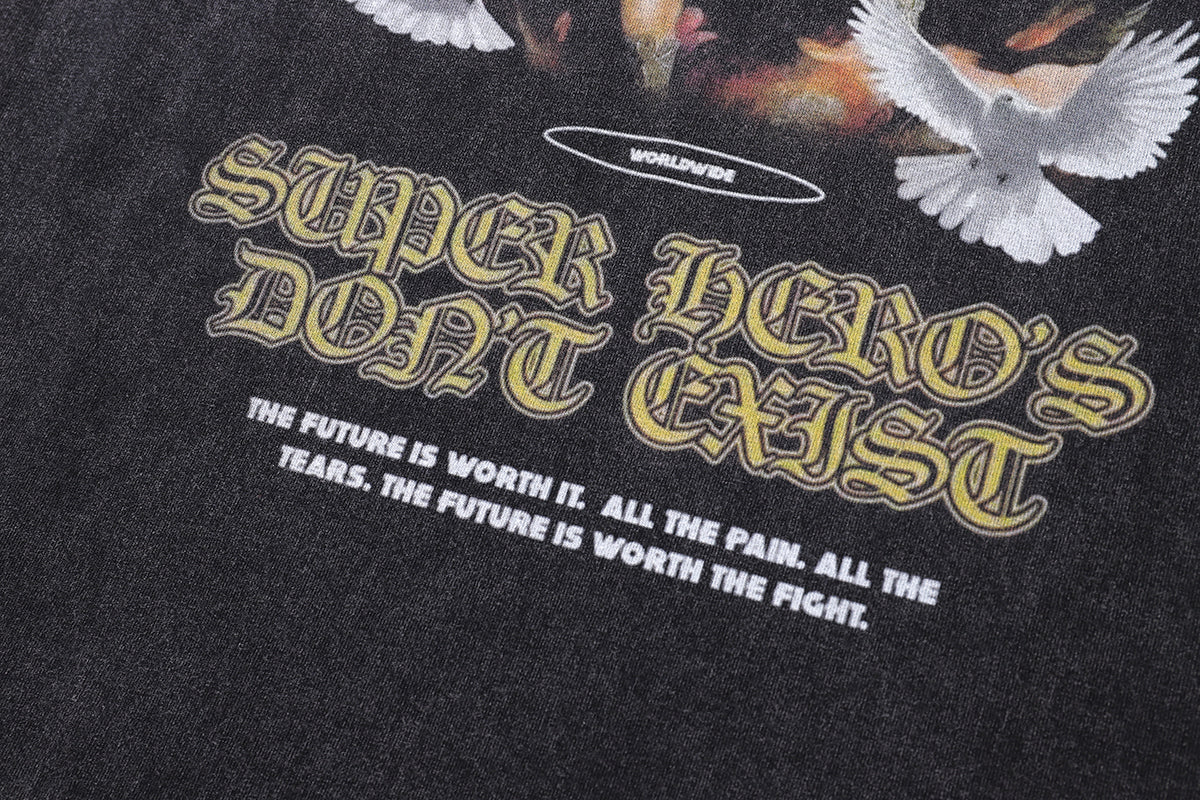 WORLDWIDE
SUPER HERO'S
DON'T EXIST
THE FUTURE IS WORTH IT. ALL THE PAIN. ALL THE
TEARS. THE FUTURE IS WORTH THE FIGHT.